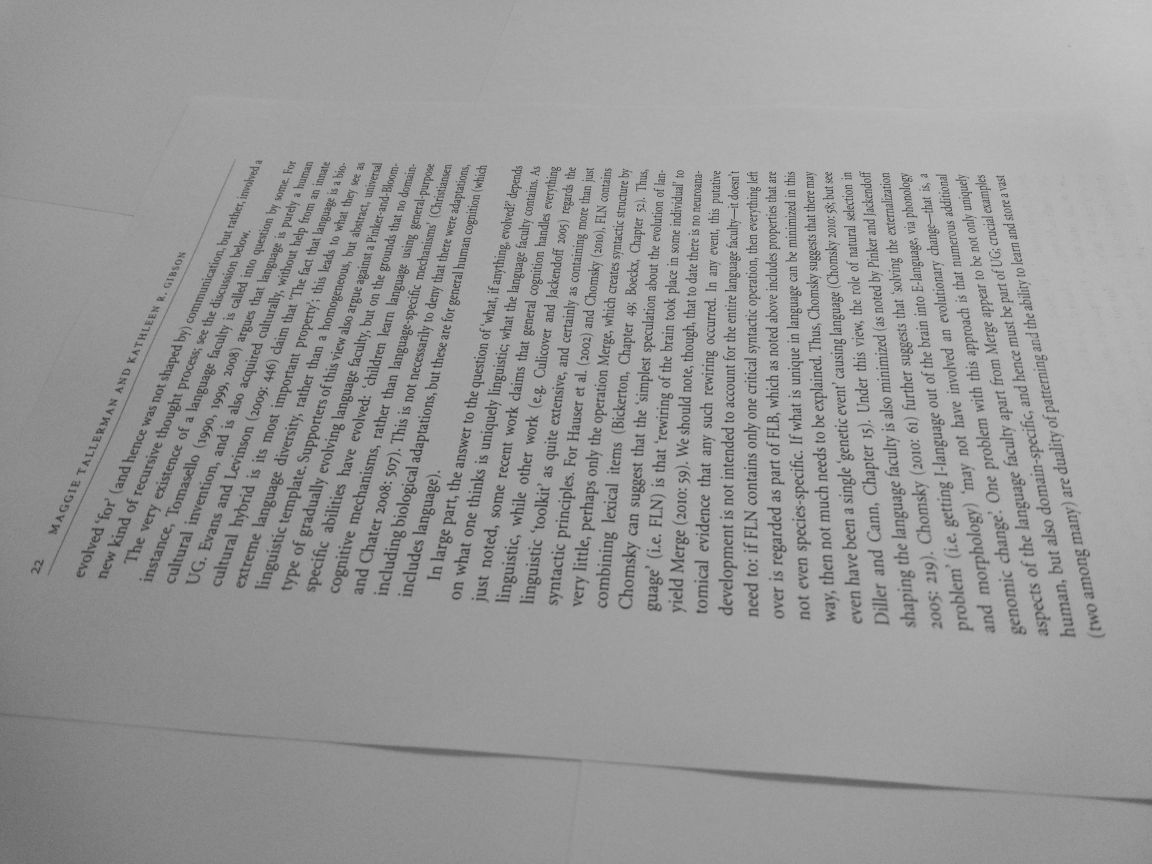 22 MAGGIE TALLERMAN AND KATHLEEN R. GIBSON
evolved ‘for’ (and hence was not shaped by) communication, but rather, involved a
new kind of recursive thought process; see the discussion below.
The very existence of a language faculty is called into question by some. For
instance, Tomasello (1990, 1999, 2008) argues that language is purely a human
cultural invention, and is also acquired culturally, without help from an innate
UG. Evans and Levinson (2009: 446) claim that ‘The fact that language is a bio-
cultural hybrid is its most important property’; this leads to what they see as
extreme language diversity, rather than a homogeneous, but abstract, universal
linguistic template. Supporters of this view also argue against a Pinker-and-Bloom-
type of gradually evolving language faculty, but on the grounds that no domain-
specific abilities have evolved: ‘children learn language using general-purpose
cognitive mechanisms, rather than language-specific mechanisms’ (Christiansen
and Chater 2008: 507). This is not necessarily to deny that there were adaptations,
including biological adaptations, but these are for general human cognition (which
includes language).
In large part, the answer to the question of ‘what, if anything, evolved?’ depends
on what one thinks is uniquely linguistic; what the language faculty contains. As
just noted, some recent work claims that general cognition handles everything
linguistic, while other work (e.g. Culicover and Jackendoff 2005) regards the
linguistic ‘toolkit’ as quite extensive, and certainly as containing more than just
syntactic principles. For Hauser et al. (2002) and Chomsky (2010), FLN contains
very little, perhaps only the operation Merge, which creates syntactic structure by
combining lexical items (Bickerton, Chapter 49; Boeckx, Chapter 52). Thus,
Chomsky can suggest that the ‘simplest speculation about the evolution of lan-
guage’ (i.e. FLN) is that ‘rewiring of the brain took place in some individual’ to
yield Merge (2010: 59). We should note, though, that to date there is no neuroana-
tomical evidence that any such rewiring occurred. In any event, this putative
development is not intended to account for the entire language faculty—it doesn’t
need to: if FLN contains only one critical syntactic operation, then everything left
over is regarded as part of FLB, which as noted above includes properties that are
not even species-specific. If what is unique in language can be minimized in this
way, then not much needs to be explained. Thus, Chomsky suggests that there may
even have been a single ‘genetic event’ causing language (Chomsky 2010: 58; but see
Diller and Cann, Chapter 15). Under this view, the role of natural selection in
shaping the language faculty is also minimized (as noted by Pinker and Jackendoff
2005: 219). Chomsky (2010: 61) further suggests that ‘solving the externalization
problem’ (i.e. getting I-language out of the brain into E-language, via phonology
and morphology) ‘may not have involved an evolutionary change—that is, a
genomic change’. One problem with this approach is that numerous additional
aspects of the language faculty apart from Merge appear to be not only uniquely
human, but also domain-specific, and hence must be part of UG; crucial examples
(two among many) are duality of patterning and the ability to learn and store a vast